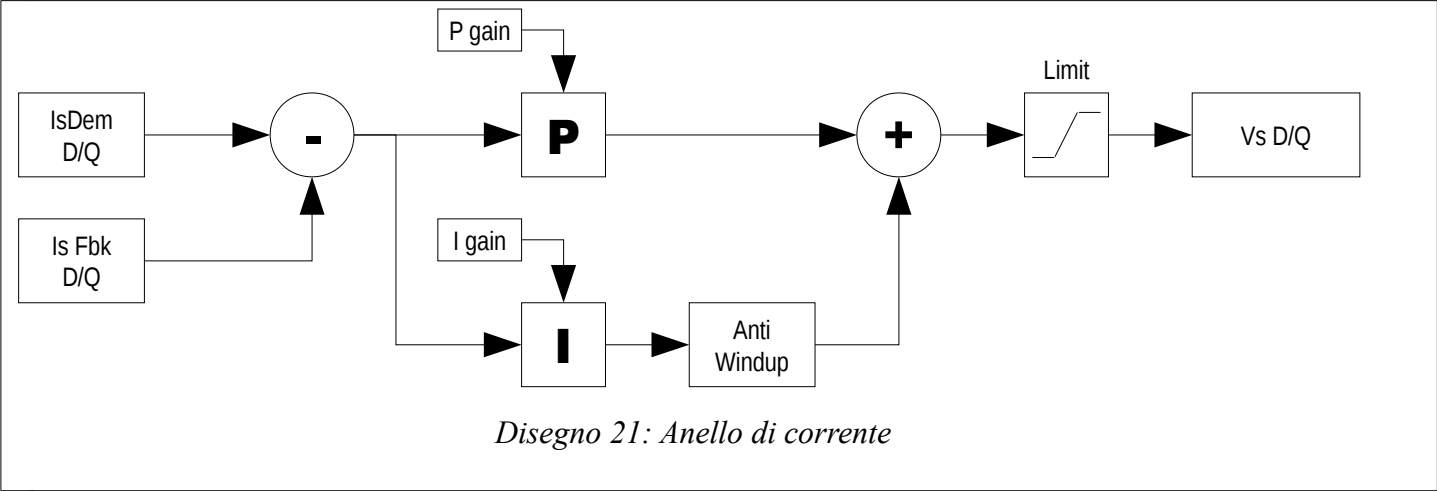 P gain
Limit
IsDem
D/Q
-
P
+
Vs D/Q
Is Fbk
D/Q
I gain
I
Anti
Windup
Disegno 21: Anello di corrente